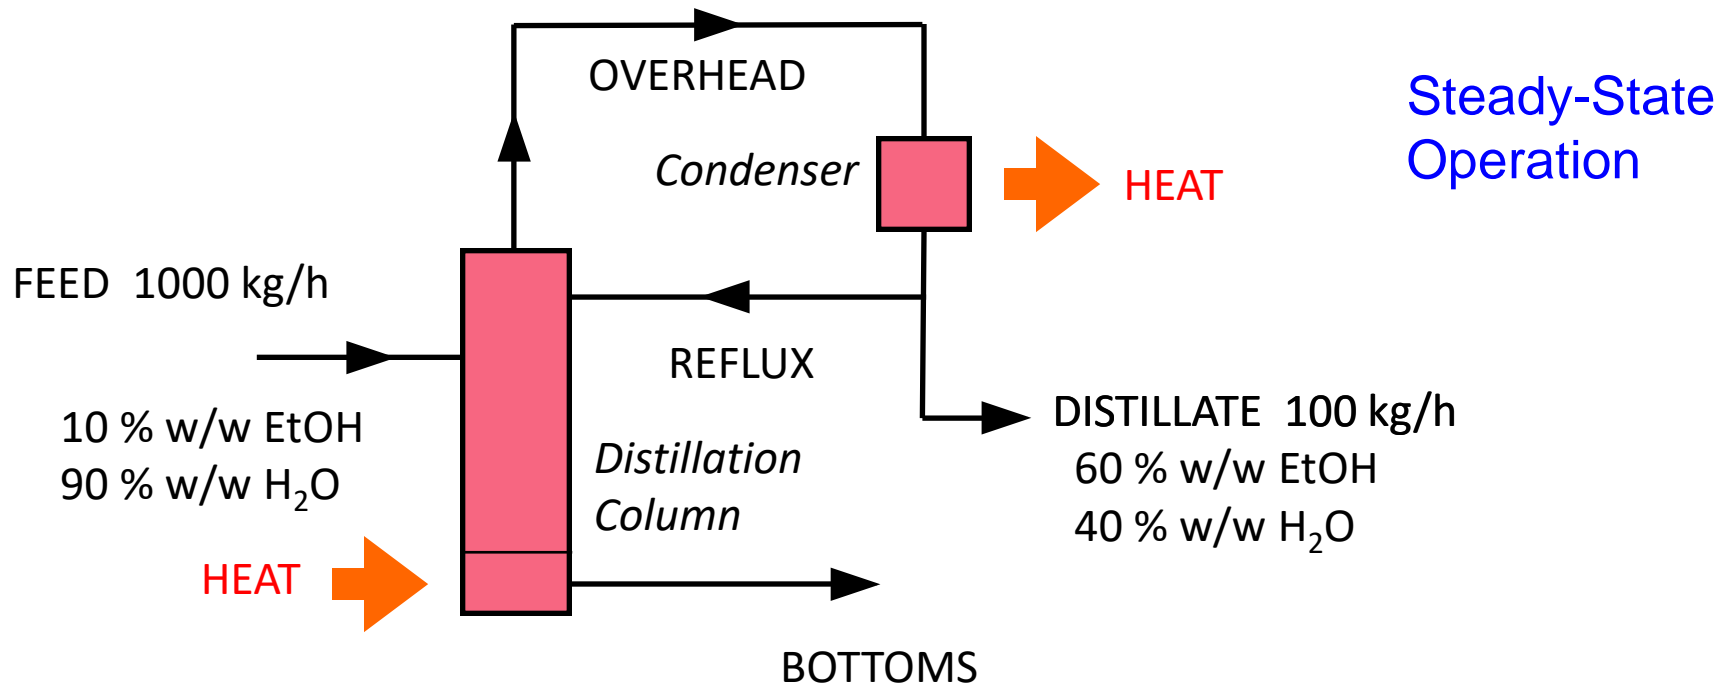 OVERHEAD
Steady-State
Operation
Condenser
HEAT
FEED  1000 kg/h
REFLUX
10 % w/w EtOH
90 % w/w H₂O
DISTILLATE  100 kg/h
60 % w/w EtOH
40 % w/w H₂O
Distillation
Column
HEAT
BOTTOMS